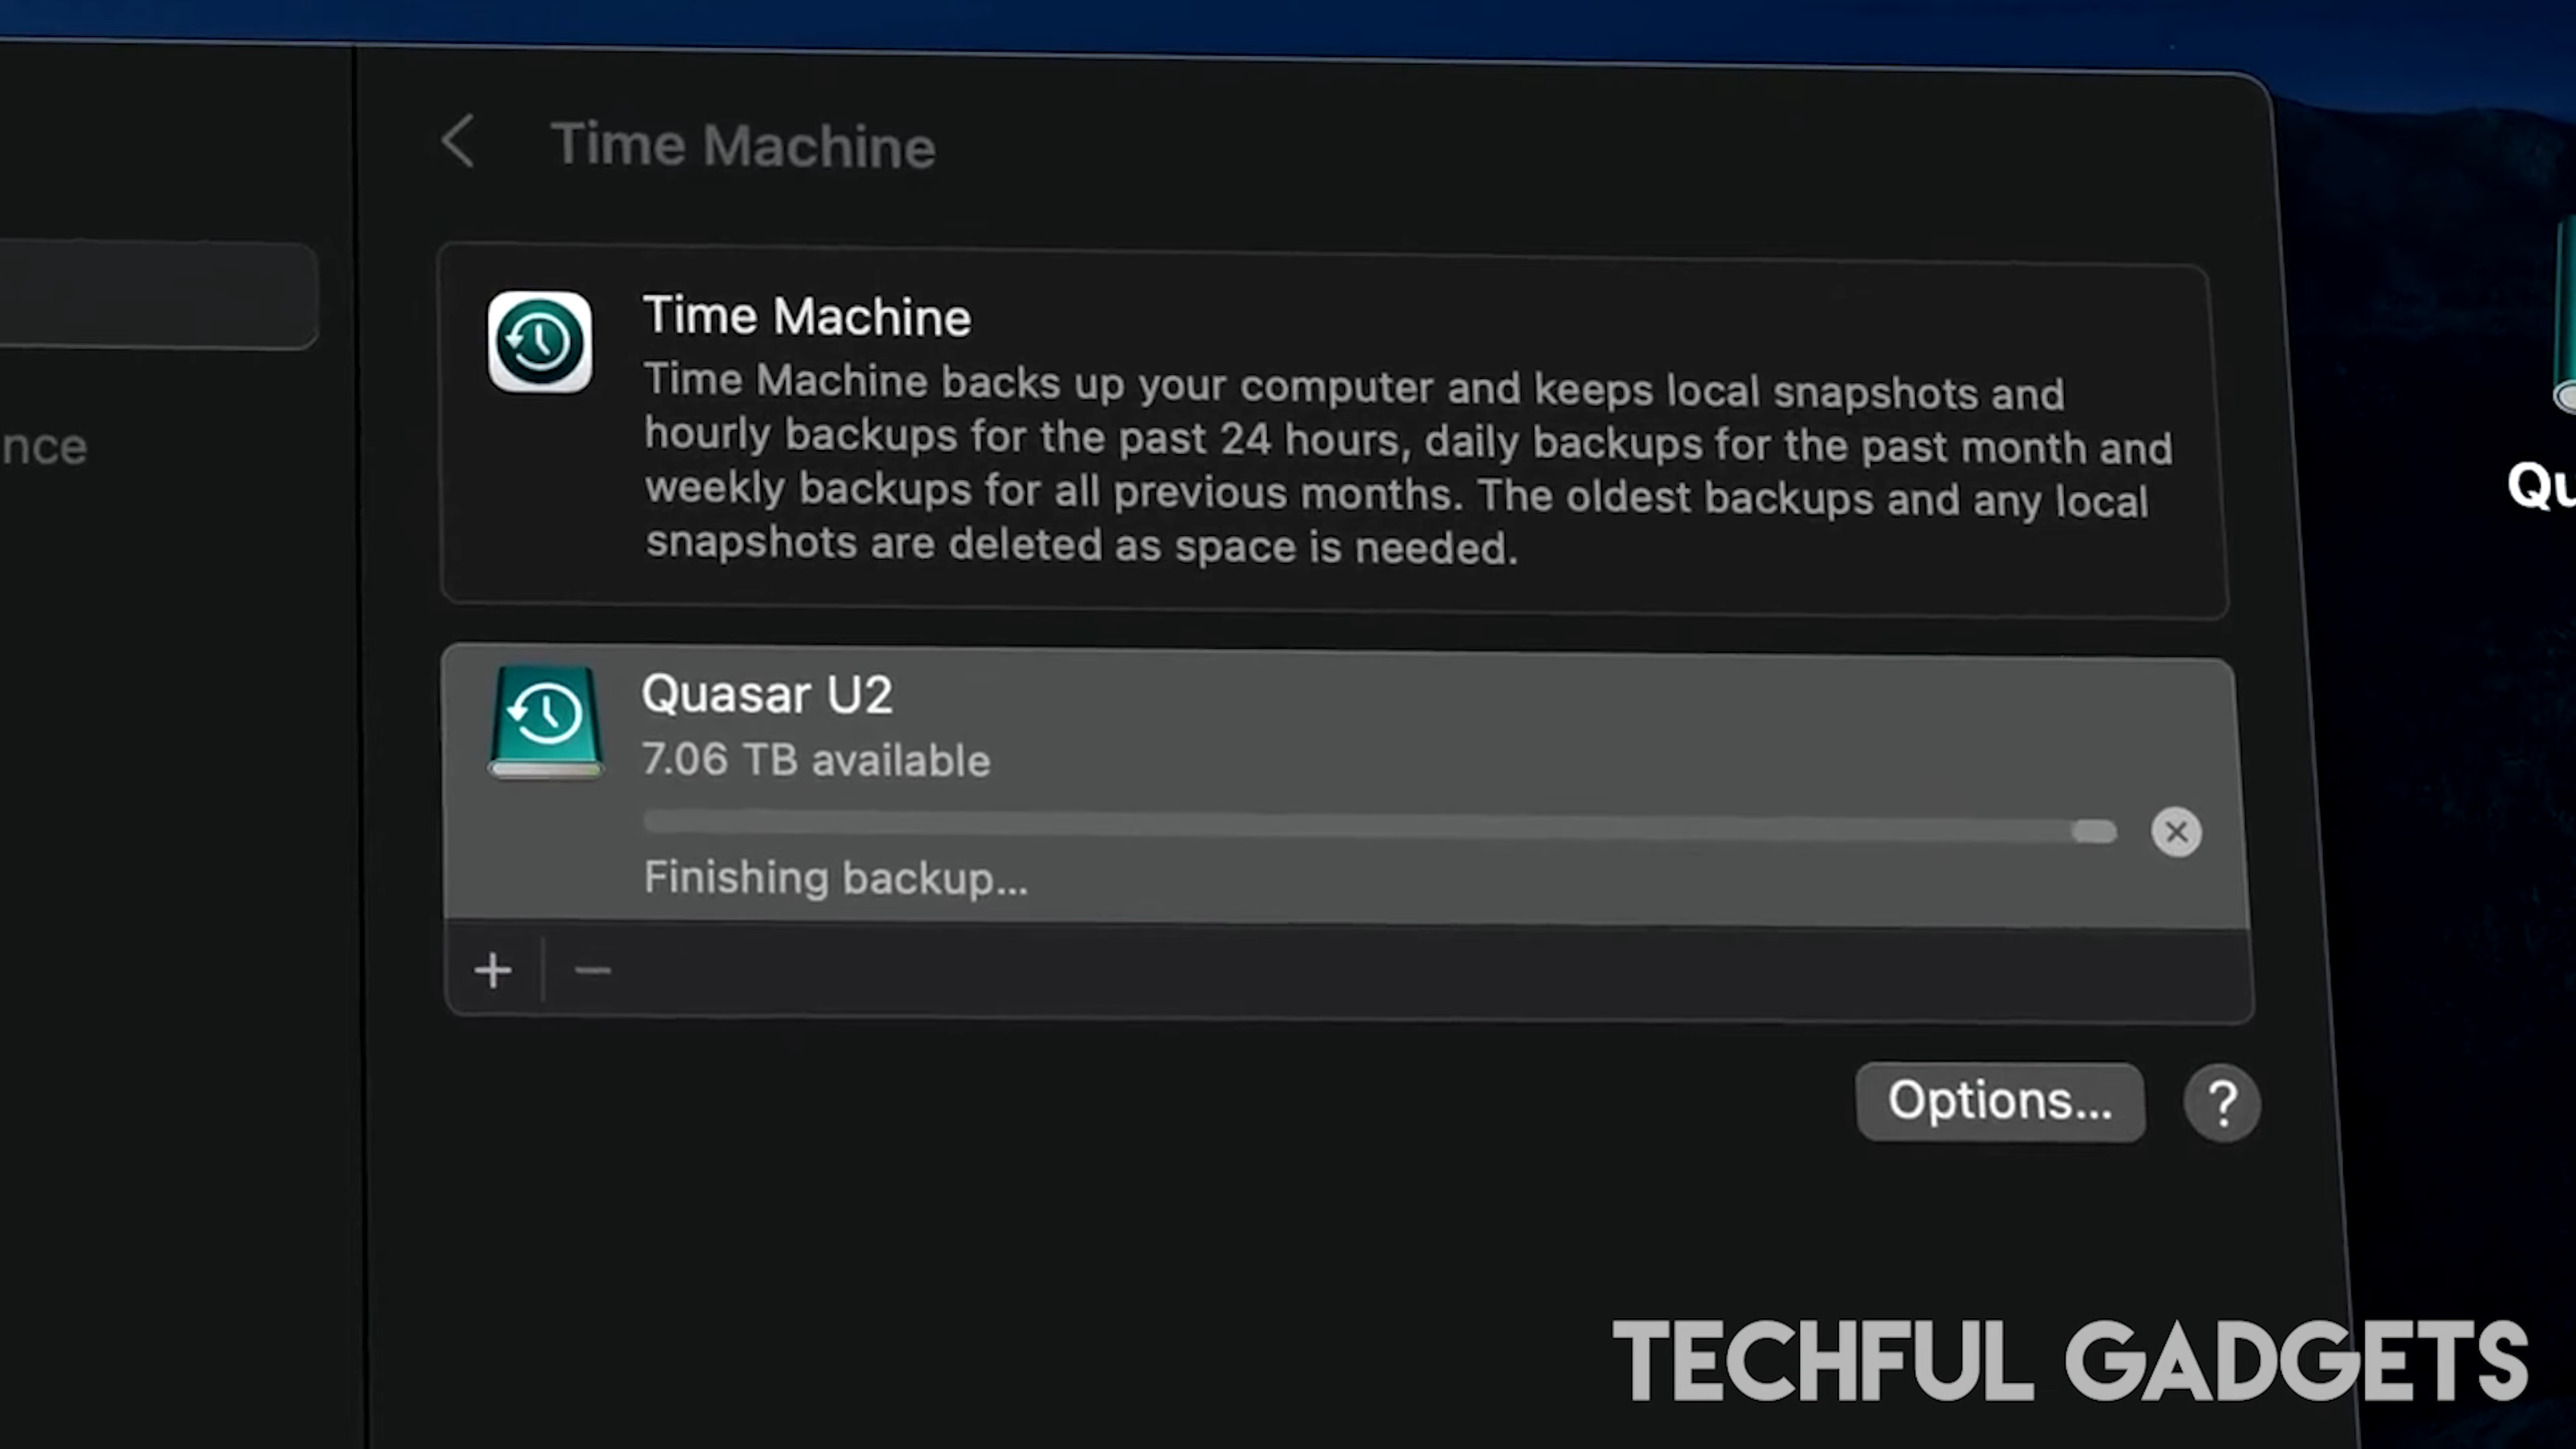 Time Machine
Time Machine
Time Machine backs up your computer and keeps local snapshots and
hourly backups for the past 24 hours, daily backups for the past month and
weekly backups for all previous months. The oldest backups and any local
snapshots are deleted as space is needed.
nce
Qu
Quasar U2
7.06 TB available
Finishing backup...
Options...
?
TECHFUL GADGETS